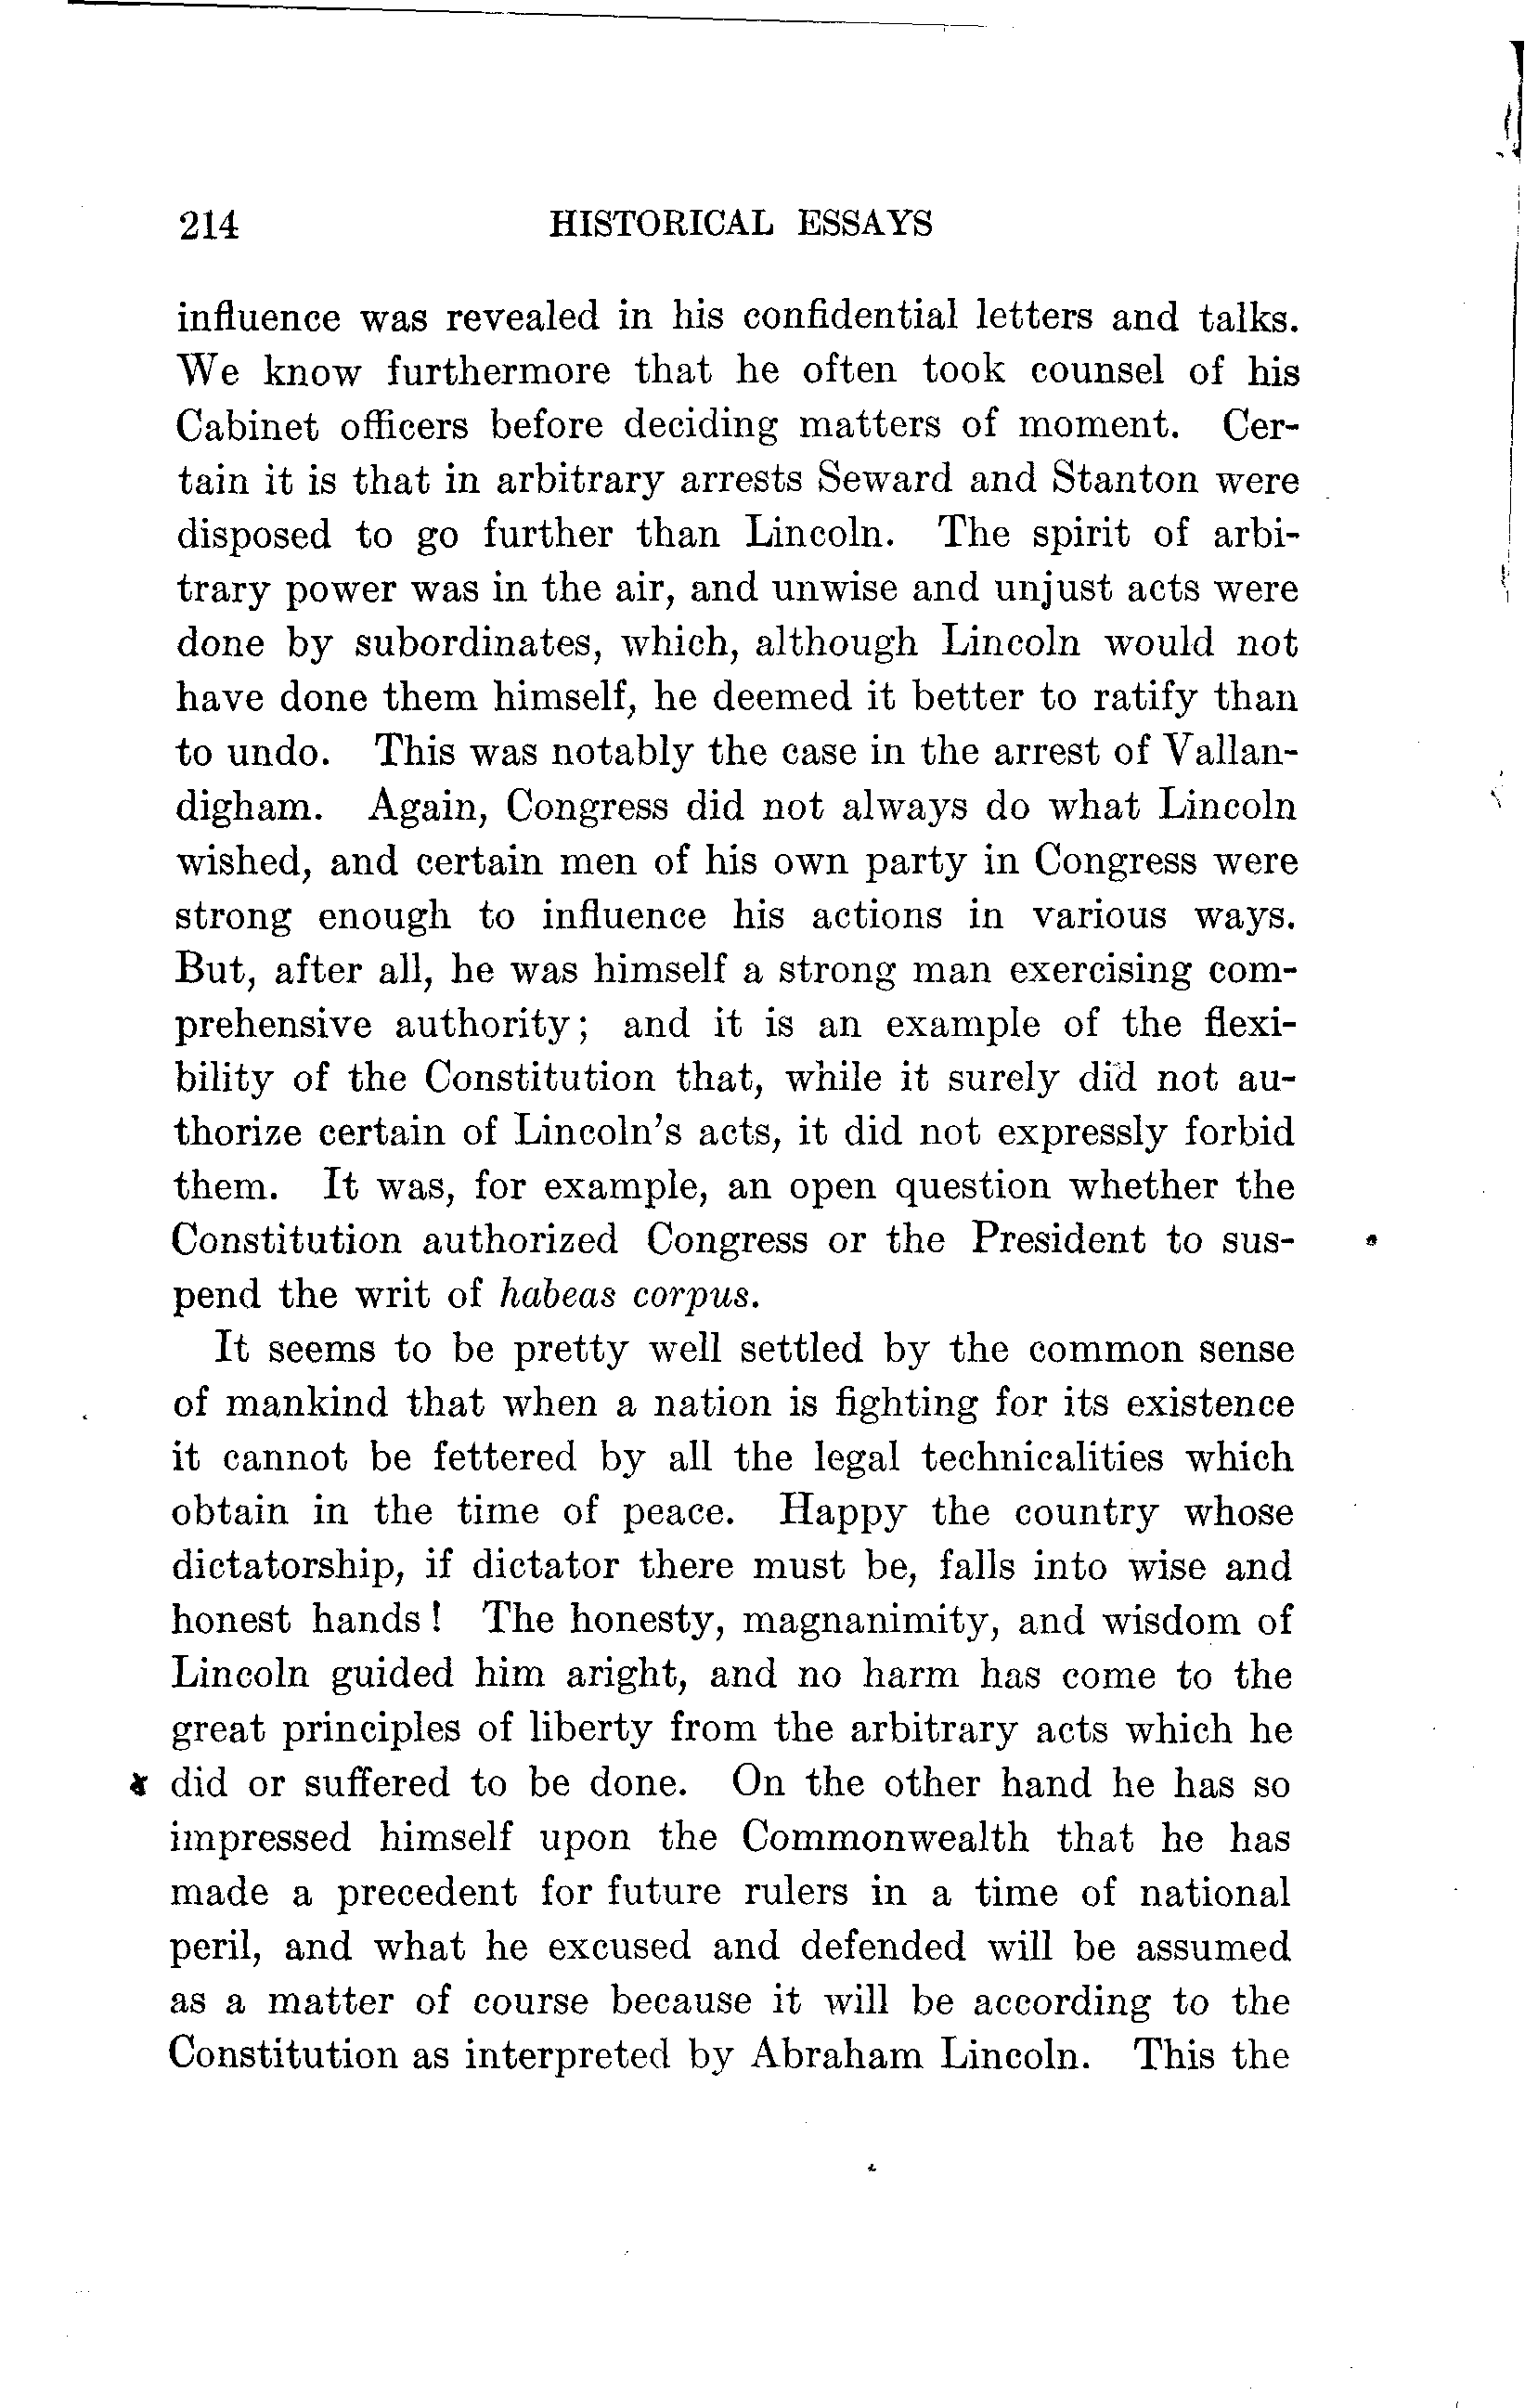 214 HISTORICAL ESSAYS
influence was revealed in his confidential letters and talks.
We know furthermore that he often took counsel of his
Cabinet officers before deciding matters of moment. Cer-
tain it is that in arbitrary arrests Seward and Stanton were
disposed to go further than Lincoln. The spirit of arbi-
trary power was in the air, and unwise and unjust acts were
done by subordinates, which, although Lincoln would not
have done them himself, he deemed it better to ratify than
to undo. This was notably the case in the arrest of Vallan-
digham. Again, Congress did not always do what Lincoln
wished, and certain men of his own party in Congress were
strong enough to influence his actions in various ways.
But, after all, he was himself a strong man exercising com-
prehensive authority; and it is an example of the flexi-
bility of the Constitution that, while it surely did not au-
thorize certain of Lincoln's acts, it did not expressly forbid
them. It was, for example, an open question whether the
Constitution authorized Congress or the President to sus-
pend the writ of habeas corpus.
It seems to be pretty well settled by the common sense
of mankind that when a nation is fighting for its existence
it cannot be fettered by all the legal technicalities which
obtain in the time of peace. Happy the country whose
dictatorship, if dictator there must be, falls into wise and
honest hands! The honesty, magnanimity, and wisdom of
Lincoln guided him aright, and no harm has come to the
great principles of liberty from the arbitrary acts which he
did or suffered to be done. On the other hand he has so
impressed himself upon the Commonwealth that he has
made a precedent for future rulers in a time of national
peril, and what he excused and defended will be assumed
as a matter of course because it will be according to the
Constitution as interpreted by Abraham Lincoln. This the